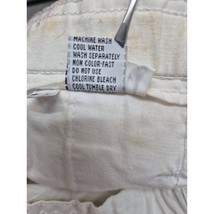 MACHINE WASH
COOL WATER
WASH SEPARATELY
NON COLOR-FAST
DO NOT USE
CHLORINE BLEACH
COOL TUMBLE DRY